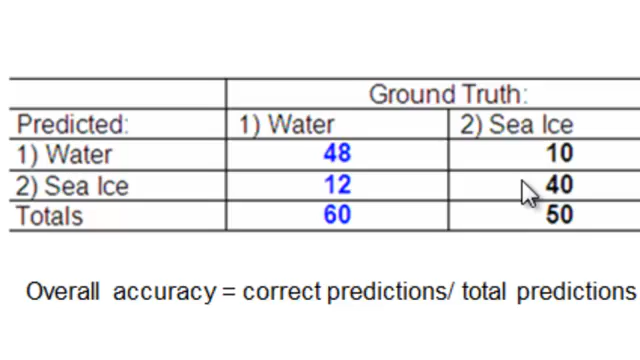 Ground Truth:
Predicted: 1) Water 2) Sea Ice
1) Water 48 10
2) Sea Ice 12 40
Totals 60 50
Overall accuracy = correct predictions/ total predictions